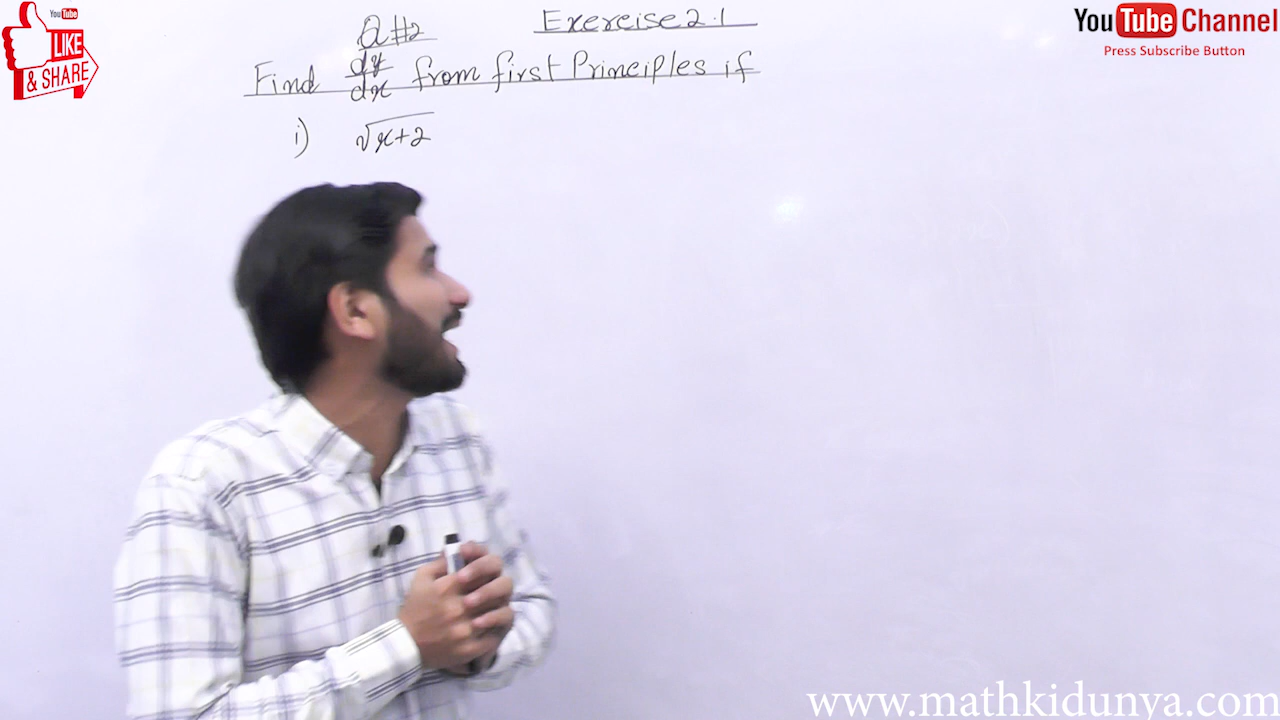 YouTube
LIKE
& SHARE
YouTube Channel
Press Subscribe Button
Q#2 Exercise 2.1
Find dy/dx from first Principles if
i) √x+2
www.mathkidunya.com